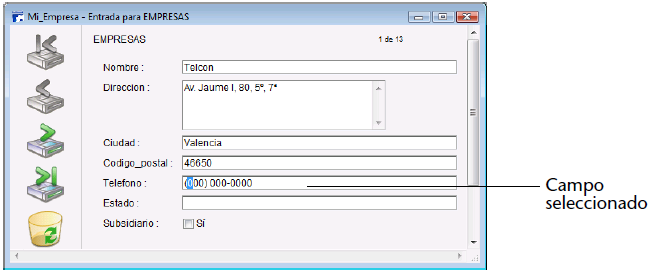 Mi_Empresa - Entrada para EMPRESAS
EMPRESAS 1 de 13
Nombre : Telcon
Direccion : Av. Jaume I, 80, 5º, 7ª
Ciudad : Valencia
Codigo_postal : 46650
Telefono : (000) 000-0000
Estado :
Subsidiario : Sí
Campo
seleccionado